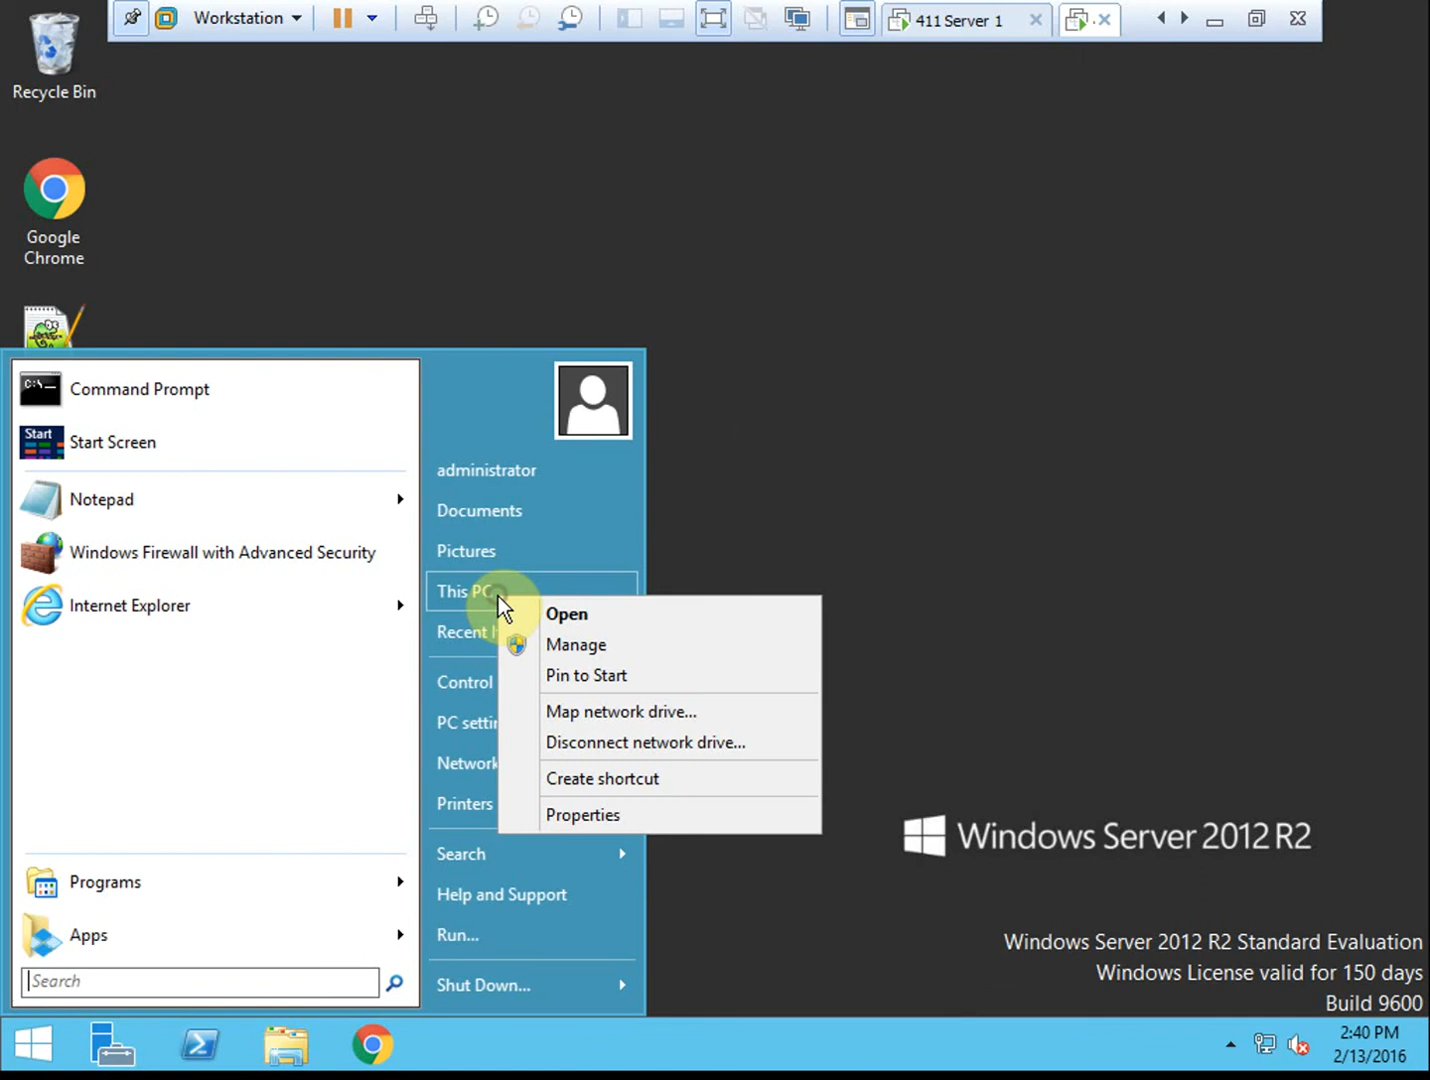 Workstation
411 Server 1
Recycle Bin
Google
Chrome
Command Prompt
Start
Start Screen
Notepad
Windows Firewall with Advanced Security
Internet Explorer
Programs
Apps
Search
administrator
Documents
Pictures
This PC
Recent I
Control
PC setti
Network
Printers
Search
Help and Support
Run...
Shut Down...
Open
Manage
Pin to Start
Map network drive...
Disconnect network drive...
Create shortcut
Properties
Windows Server 2012 R2
Windows Server 2012 R2 Standard Evaluation
Windows License valid for 150 days
Build 9600
2:40 PM
2/13/2016